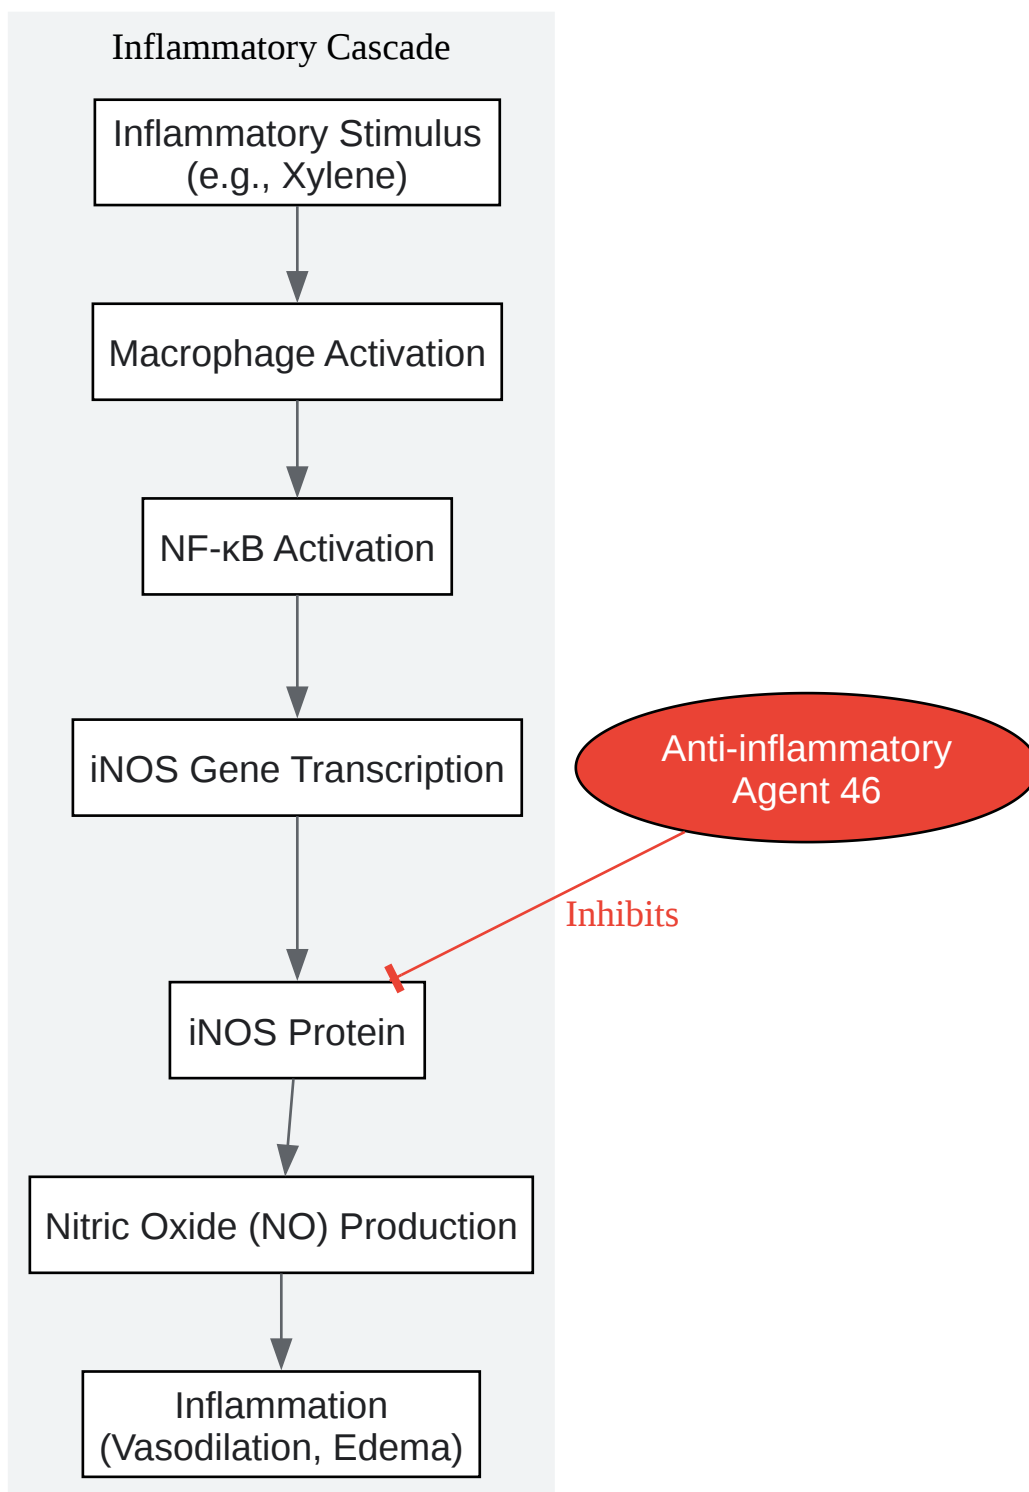 Inflammatory Cascade
Inflammatory Stimulus
(e.g., Xylene)
Macrophage Activation
NF-κB Activation
iNOS Gene Transcription
Anti-inflammatory
Agent 46
Inhibits
iNOS Protein
Nitric Oxide (NO) Production
Inflammation
(Vasodilation, Edema)